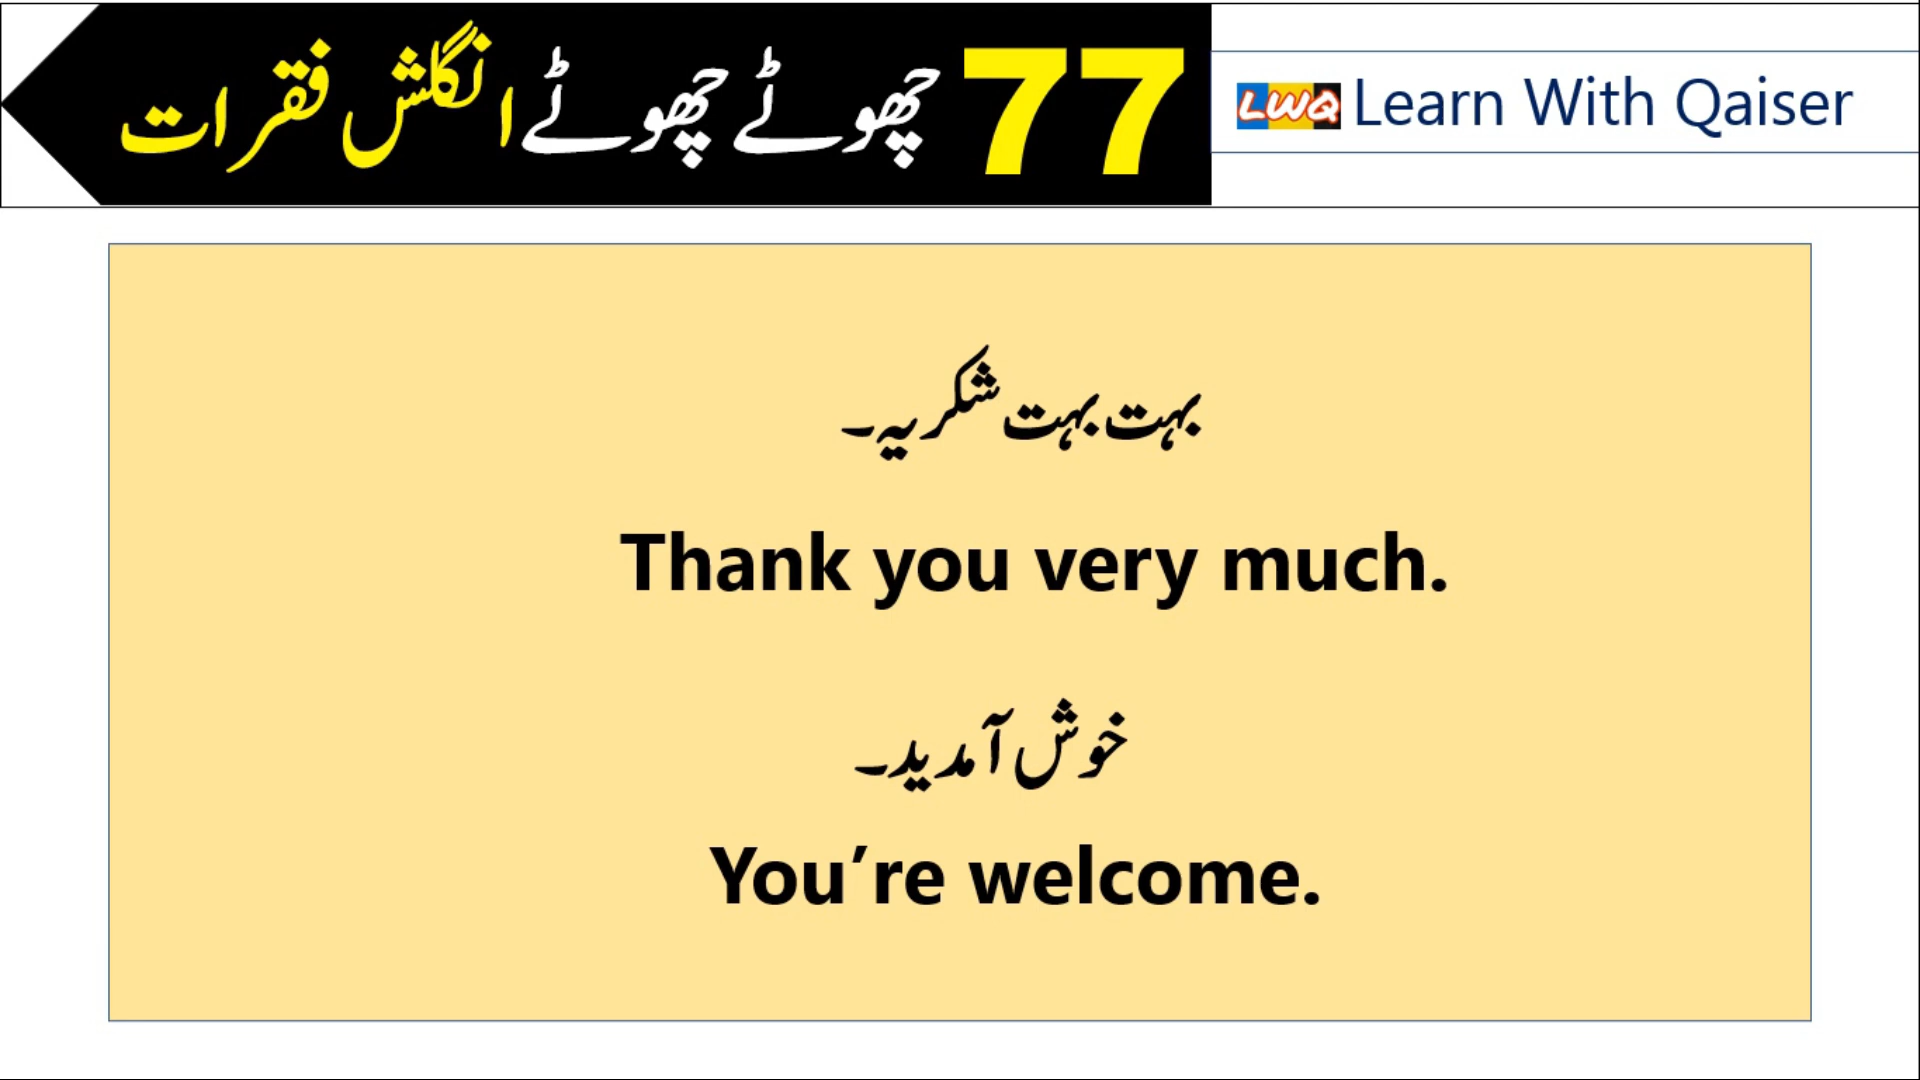 77 چھوٹے چھوٹے انگلش فقرات
LWQ Learn With Qaiser
بہت بہت شکریہ۔
Thank you very much.
خوش آمدید۔
You’re welcome.